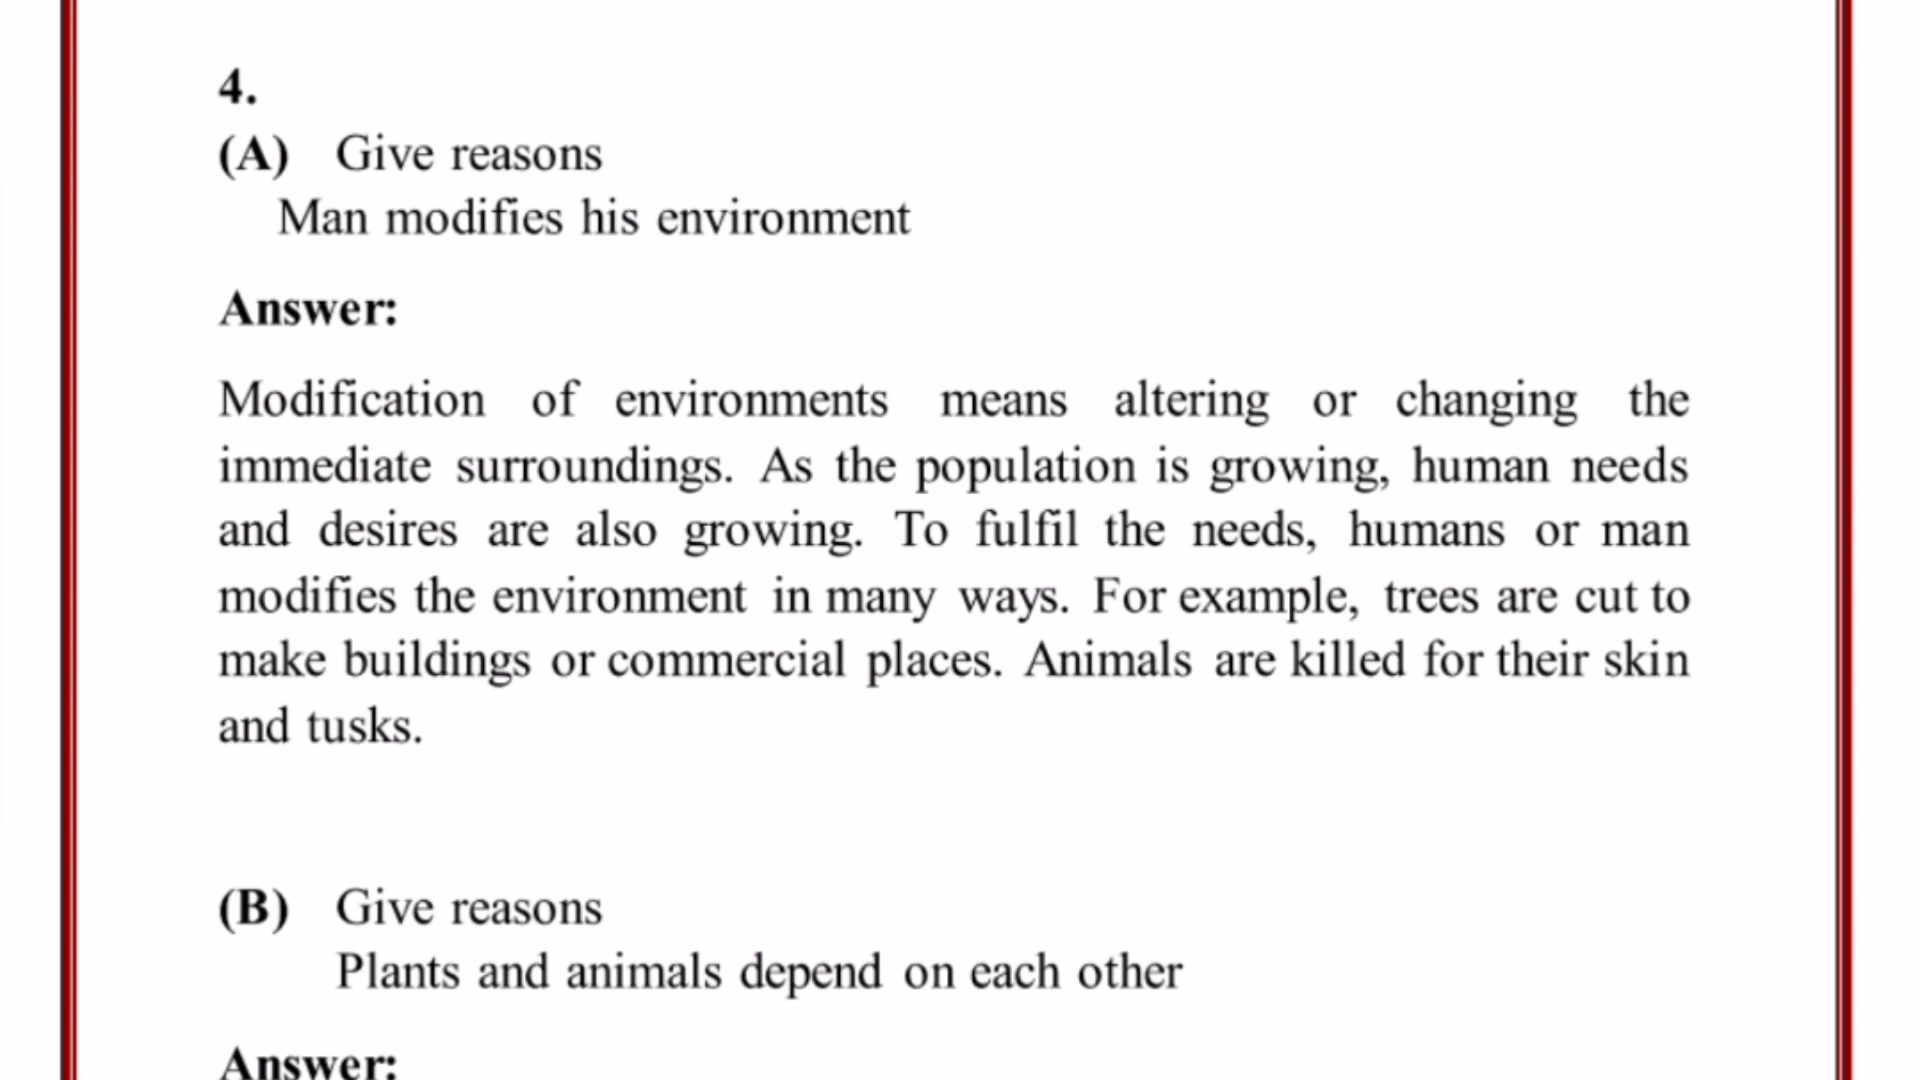 4.
(A) Give reasons
Man modifies his environment
Answer:
Modification of environments means altering or changing the
immediate surroundings. As the population is growing, human needs
and desires are also growing. To fulfil the needs, humans or man
modifies the environment in many ways. For example, trees are cut to
make buildings or commercial places. Animals are killed for their skin
and tusks.
(B) Give reasons
Plants and animals depend on each other
Answer: